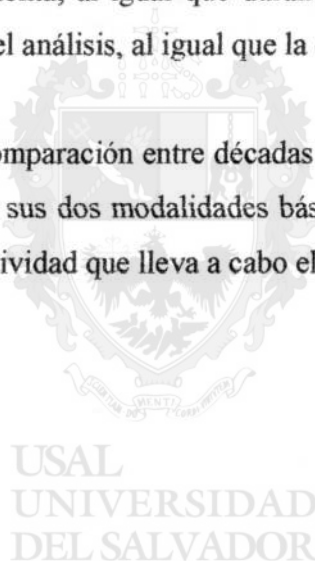 el análisis, al igual que la
omparación entre décadas
sus dos modalidades bás
ividad que lleva a cabo el
USAL
UNIVERSIDAD
DEL SALVADOR